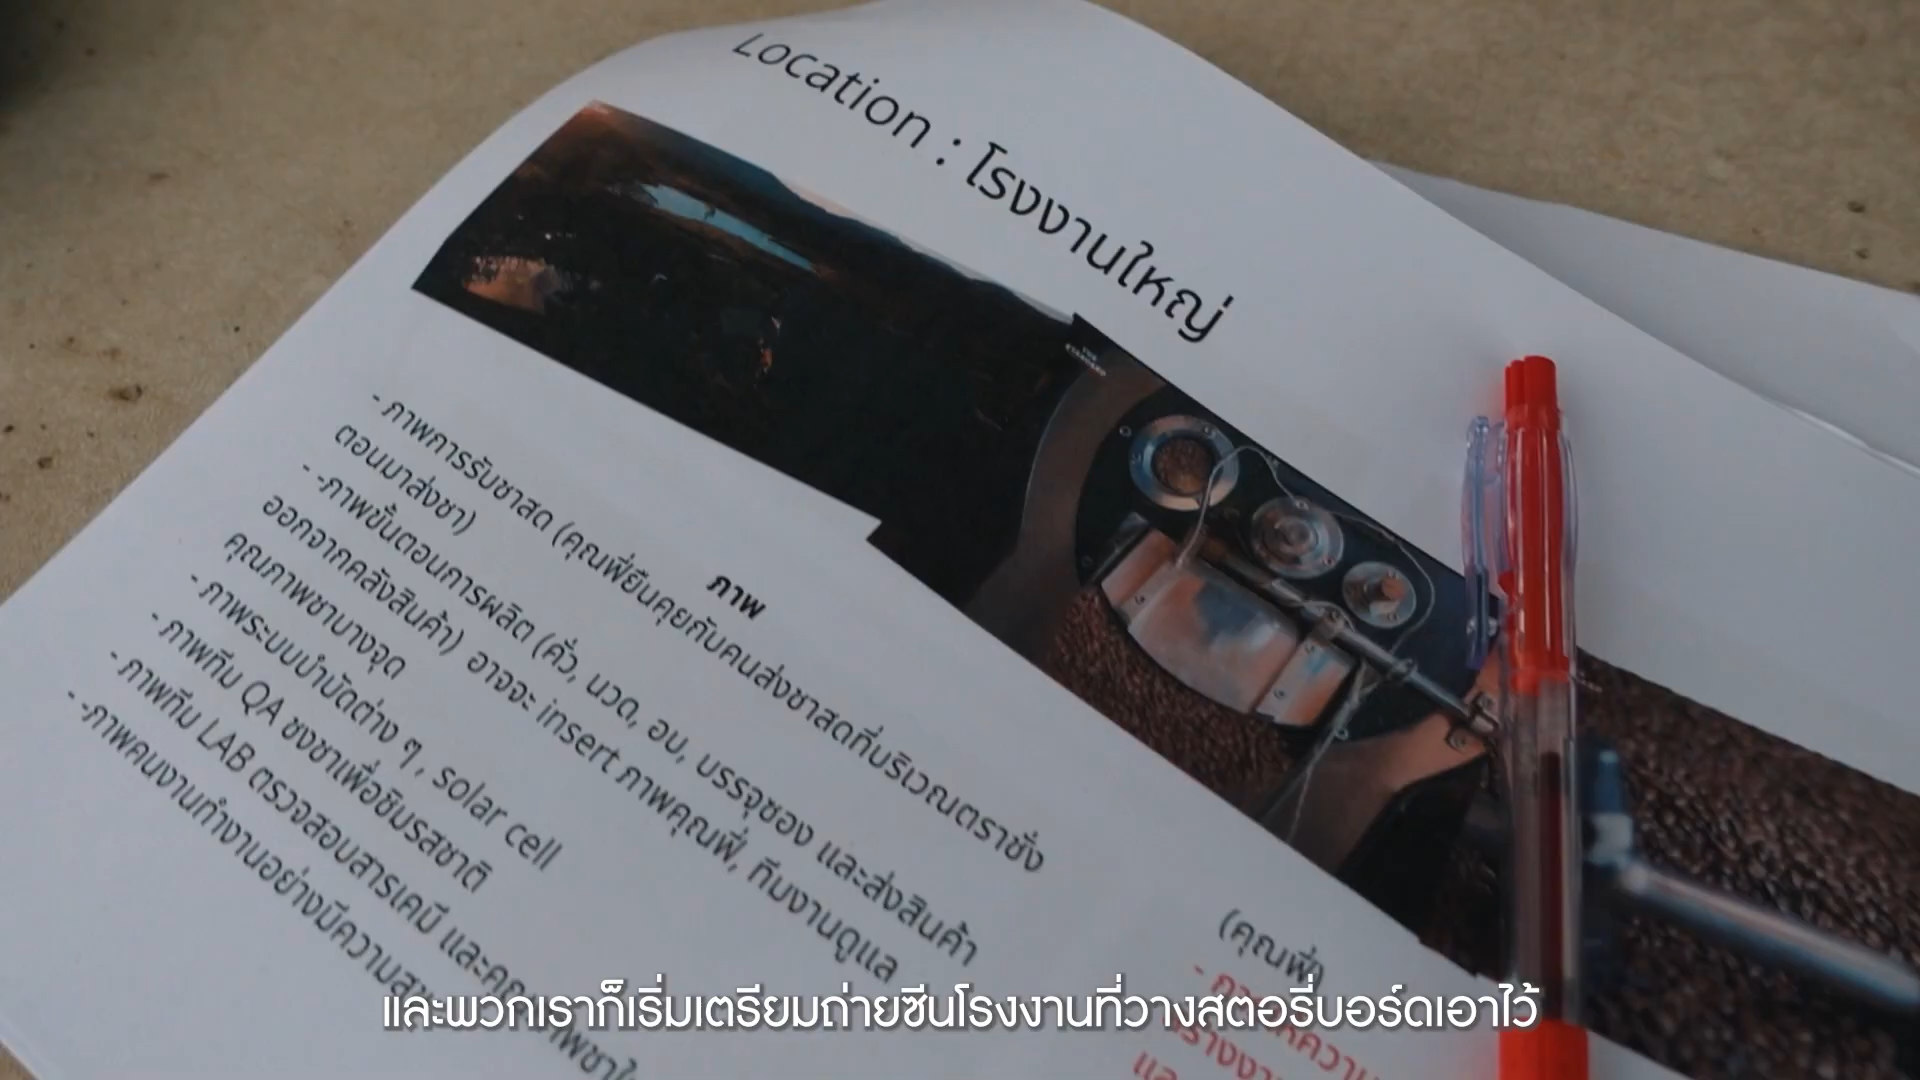 Location : โรงงานใหญ่
THE STANDARD
ภาพ
- ภาพการรับชาสด (คุณพี่ยืนคุยกับคนส่งชาสดที่บริเวณตราชั่ง
ตอนมาส่งชา)
- -ภาพขั้นตอนการผลิต (คั่ว, นวด, อบ, บรรจุซอง และส่งสินค้า
ออกจากคลังสินค้า) อาจจะ insert ภาพคุณพี่, ทีมงานดูแล
คุณภาพชาบางจุด
- ภาพระบบบำบัดต่าง ๆ , solar cell
- ภาพทีม QA ชงชาเพื่อชิมรสชาติ
- ภาพทีม LAB ตรวจสอบสารเคมี และ
- -ภาพคนงานทำงานอย่างมี
(คุณพี่)
และพวกเราก็เริ่มเตรียมถ่ายซีนโรงงานที่วางสตอรี่บอร์ดเอาไว้